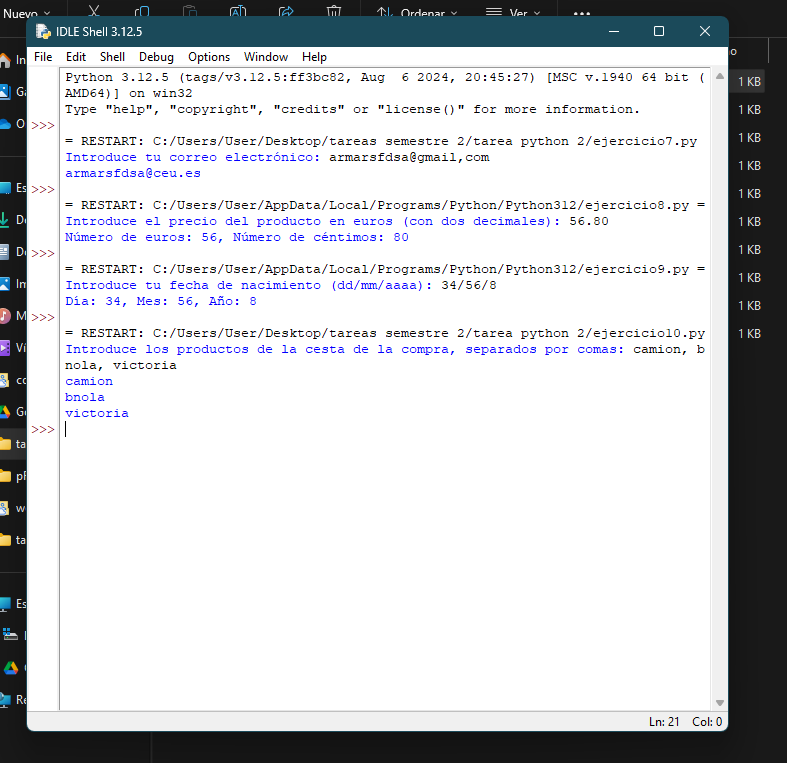 Nuevo
Ordenar
Ver
IDLE Shell 3.12.5
File Edit Shell Debug Options Window Help
Python 3.12.5 (tags/v3.12.5:ff3bc82, Aug  6 2024, 20:45:27) [MSC v.1940 64 bit (
AMD64)] on win32
Type "help", "copyright", "credits" or "license()" for more information.
>>>
= RESTART: C:/Users/User/Desktop/tareas semestre 2/tarea python 2/ejercicio7.py
Introduce tu correo electrónico: armarsfdsa@gmail,com
armarsfdsa@ceu.es
>>>
= RESTART: C:/Users/User/AppData/Local/Programs/Python/Python312/ejercicio8.py =
Introduce el precio del producto en euros (con dos decimales): 56.80
Número de euros: 56, Número de céntimos: 80
>>>
= RESTART: C:/Users/User/AppData/Local/Programs/Python/Python312/ejercicio9.py =
Introduce tu fecha de nacimiento (dd/mm/aaaa): 34/56/8
Día: 34, Mes: 56, Año: 8
>>>
= RESTART: C:/Users/User/Desktop/tareas semestre 2/tarea python 2/ejercicio10.py
Introduce los productos de la cesta de la compra, separados por comas: camion, b
nola, victoria
camion
bnola
victoria
>>>
Ln: 21 Col: 0
1 KB
1 KB
1 KB
1 KB
1 KB
1 KB
1 KB
1 KB
1 KB
1 KB